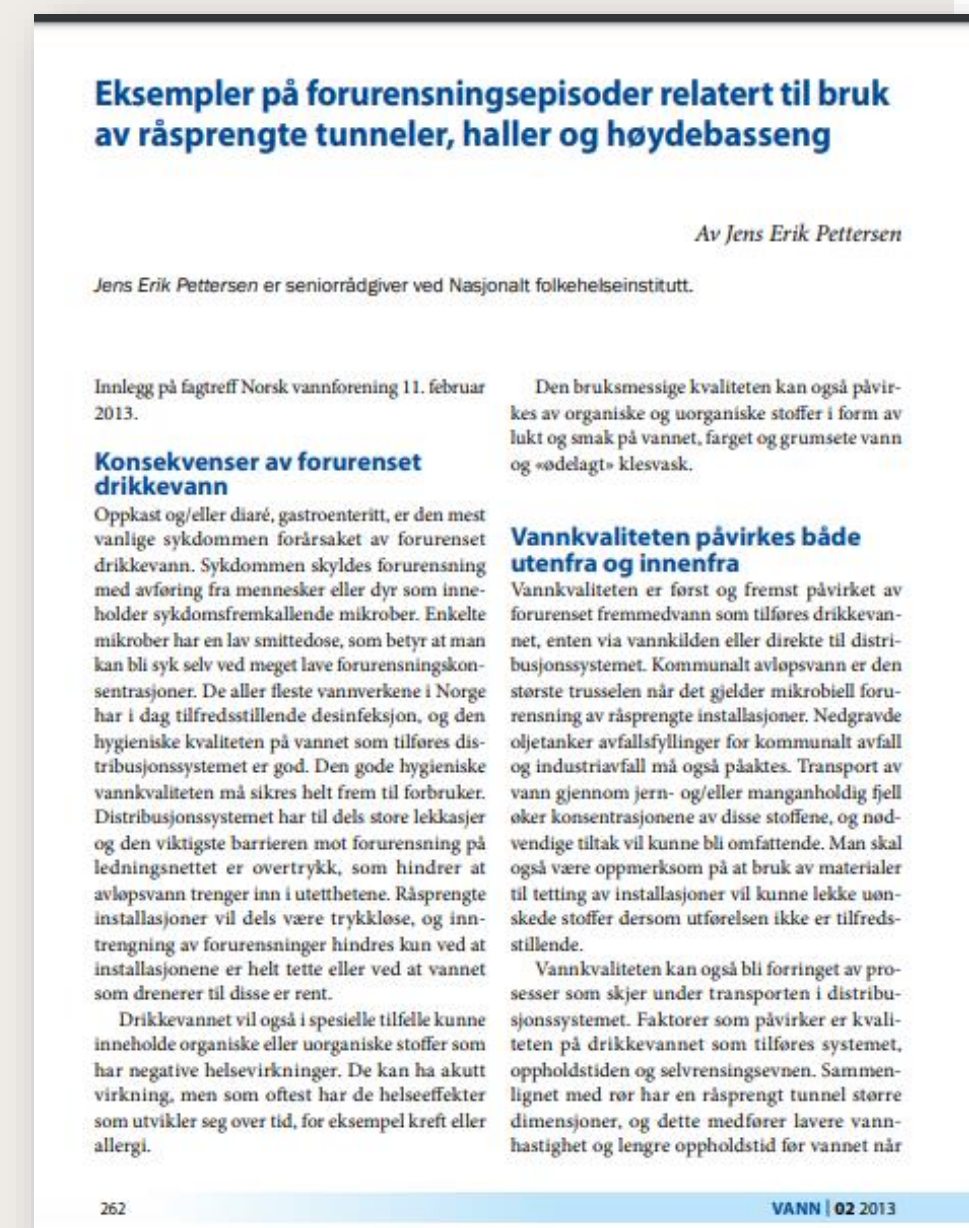 Eksempler på forurensningsepisoder relatert til bruk
av råsprengte tunneler, haller og høydebasseng
Av Jens Erik Pettersen
Jens Erik Pettersen er seniorrådgiver ved Nasjonalt folkehelseinstitutt.
Innlegg på fagtreff Norsk vannforening 11. februar
2013.
Konsekvenser av forurenset
drikkevann
Oppkast og/eller diaré, gastroenteritt, er den mest
vanlige sykdommen forårsaket av forurenset
drikkevann. Sykdommen skyldes forurensning
med avføring fra mennesker eller dyr som inne-
holder sykdomsfremkallende mikrober. Enkelte
mikrober har en lav smittedose, som betyr at man
kan bli syk selv ved meget lave forurensningskon-
sentrasjoner. De aller fleste vannverkene i Norge
har i dag tilfredsstillende desinfeksjon, og den
hygieniske kvaliteten på vannet som tilføres dis-
tribusjonssystemet er god. Den gode hygieniske
vannkvaliteten må sikres helt frem til forbruker.
Distribusjonssystemet har til dels store lekkasjer
og den viktigste barrieren mot forurensning på
ledningsnettet er overtrykk, som hindrer at
avløpsvann trenger inn i utetthetene. Råsprengte
installasjoner vil dels være trykkløse, og inn-
trengning av forurensninger hindres kun ved at
installasjonene er helt tette eller ved at vannet
som drenerer til disse er rent.
Drikkevannet vil også i spesielle tilfelle kunne
inneholde organiske eller uorganiske stoffer som
har negative helsevirkninger. De kan ha akutt
virkning, men som oftest har de helseeffekter
som utvikler seg over tid, for eksempel kreft eller
allergi.
Den bruksmessige kvaliteten kan også påvir-
kes av organiske og uorganiske stoffer i form av
lukt og smak på vannet, farget og grumsete vann
og «ødelagt» klesvask.
Vannkvaliteten påvirkes både
utenfra og innenfra
Vannkvaliteten er først og fremst påvirket av
forurenset fremmedvann som tilføres drikkevan-
net, enten via vannkilden eller direkte til distri-
busjonssystemet. Kommunalt avløpsvann er den
største trusselen når det gjelder mikrobiell foru-
rensning av råsprengte installasjoner. Nedgravde
oljetanker avfallsfyllinger for kommunalt avfall
og industriavfall må også påaktes. Transport av
vann gjennom jern- og/eller manganholdig fjell
øker konsentrasjonene av disse stoffene, og nød-
vendige tiltak vil kunne bli omfattende. Man skal
også være oppmerksom på at bruk av materialer
til tetting av installasjoner vil kunne lekke uøn-
skede stoffer dersom utførelsen ikke er tilfreds-
stillende.
Vannkvaliteten kan også bli forringet av pro-
sesser som skjer under transporten i distribu-
sjonssystemet. Faktorer som påvirker er kvali-
teten på drikkevannet som tilføres systemet,
oppholdstiden og selvrensingsevnen. Sammen-
lignet med rør har en råsprengt tunnel større
dimensjoner, og dette medfører lavere vann-
hastighet og lengre oppholdstid før vannet når
262
VANN | 02 2013